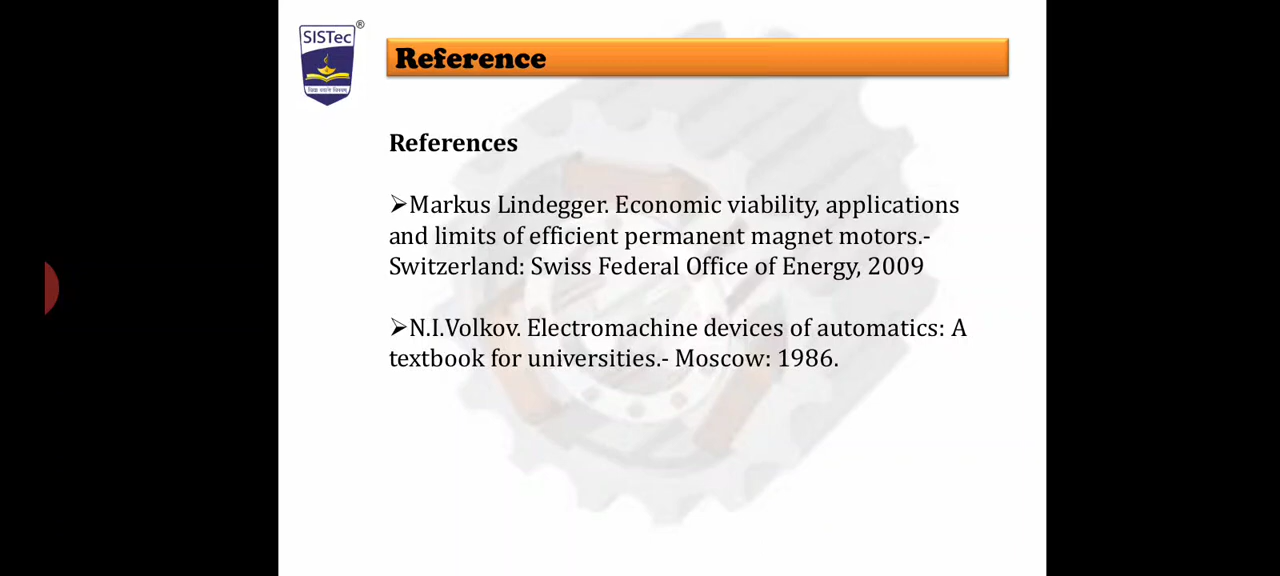 SISTec
®
Reference
References
➢Markus Lindegger. Economic viability, applications
and limits of efficient permanent magnet motors.-
Switzerland: Swiss Federal Office of Energy, 2009
➢N.I.Volkov. Electromachine devices of automatics: A
textbook for universities.- Moscow: 1986.